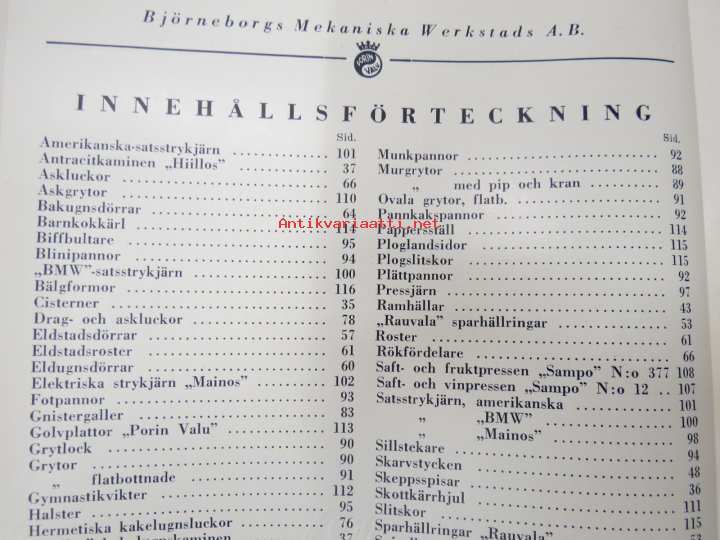 Björneborgs Mekaniska Werkstads A.B.
PORIN VALU
INNEHÅLLSFÖRTECKNING
Sid.
Amerikanska-satsstrykjärn 101
Antracitkaminen „Hiillos” 37
Askluckor 66
Askgrytor 110
Bakugnsdörrar 64
Barnkokkärl 114
Biffbultare 95
Blinipannor 94
„BMW”-satsstrykjärn 100
Bälgformor 116
Cisterner 35
Drag- och askluckor 78
Eldstadsdörrar 57
Eldstadsroster 61
Eldugnsdörrar 60
Elektriska strykjärn „Mainos” 102
Fotpannor 93
Gnistergaller 83
Golvplattor „Porin Valu” 113
Grytlock 90
Grytor 90
„ flatbottnade 91
Gymnastikvikter 112
Halster 95
Hermetiska kakelugnsluckor 76
37
Sid.
Munkpannor 92
Murgrytor 88
„ med pip och kran 89
Ovala grytor, flatb. 91
Pannkakspannor 92
Pappersställ 114
Ploglandsidor 115
Plogslitskor 115
Plättpannor 92
Pressjärn 97
Ramhällar 43
„Rauvala” sparhällringar 53
Roster 61
Rökfördelare 66
Saft- och fruktpressen „Sampo” N:o 377 108
Saft- och vinpressen „Sampo” N:o 12 107
Satsstrykjärn, amerikanska 101
„ „BMW” 100
„ „Mainos” 98
Sillstekare 94
Skarvstycken 48
Skeppsspisar 36
Skottkärrhjul 111
Slitskor 115
Sparhällringar „Rauvala” 53
Antikvariaatti.net